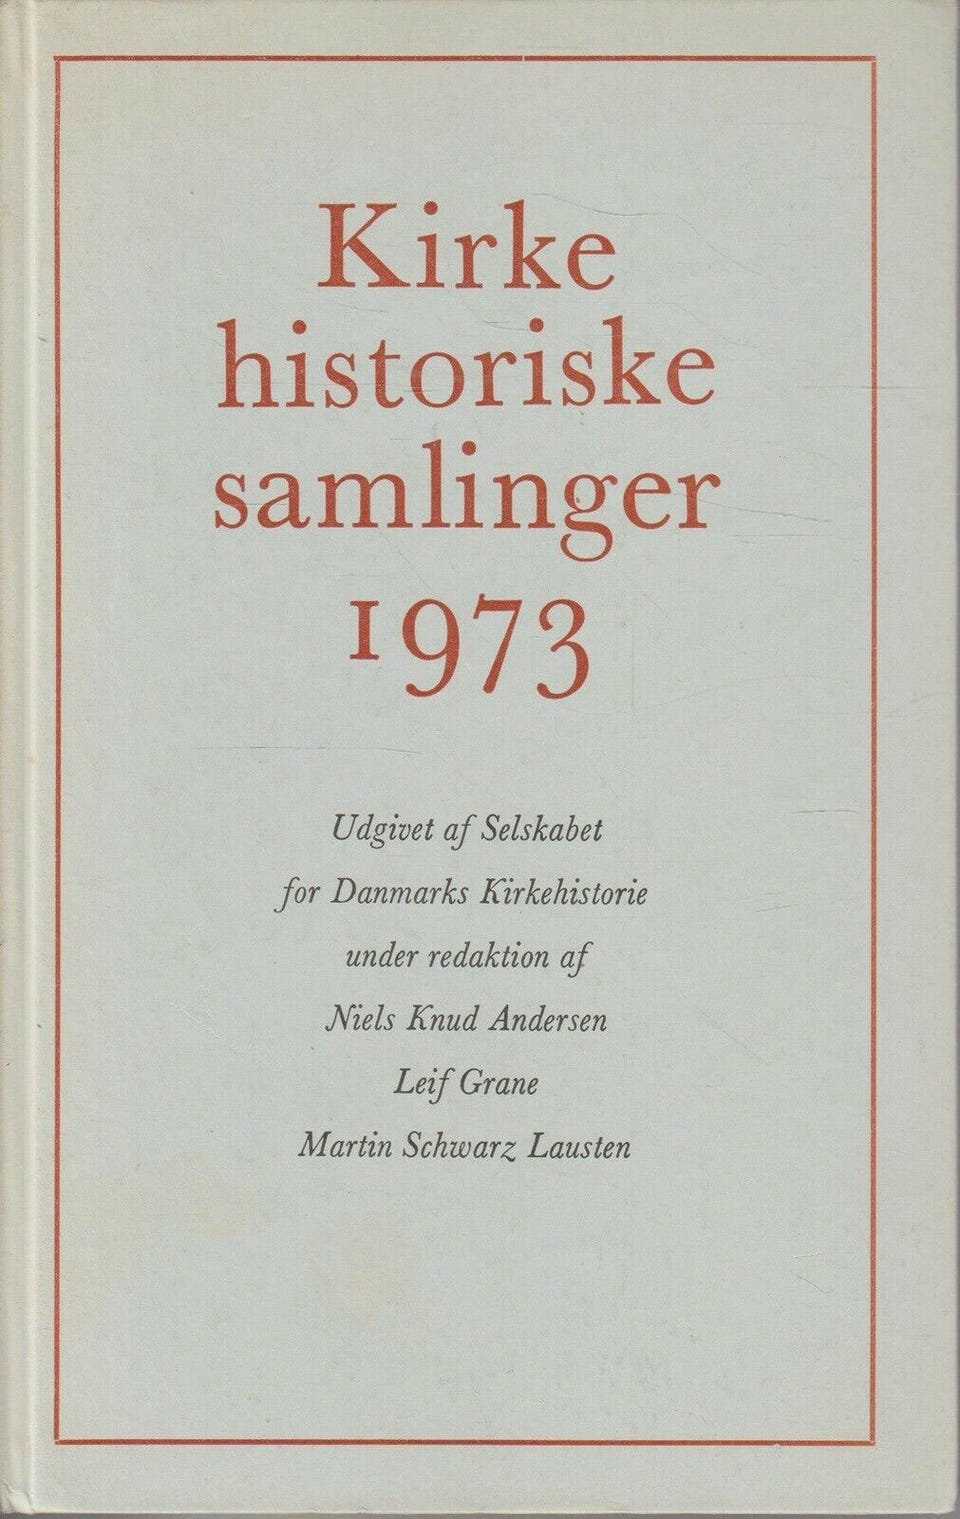 Kirke
historiske
samlinger
1973
Udgivet af Selskabet
for Danmarks Kirkehistorie
under redaktion af
Niels Knud Andersen
Leif Grane
Martin Schwarz Lausten